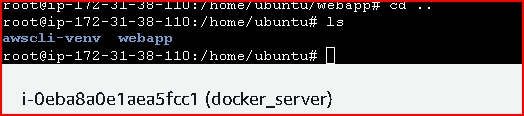 root@ip-172-31-38-110:/home/ubuntu/webapp# cd ..
root@ip-172-31-38-110:/home/ubuntu# ls
awscli-venv webapp
root@ip-172-31-38-110:/home/ubuntu#
i-0eba8a0e1aea5fcc1 (docker_server)